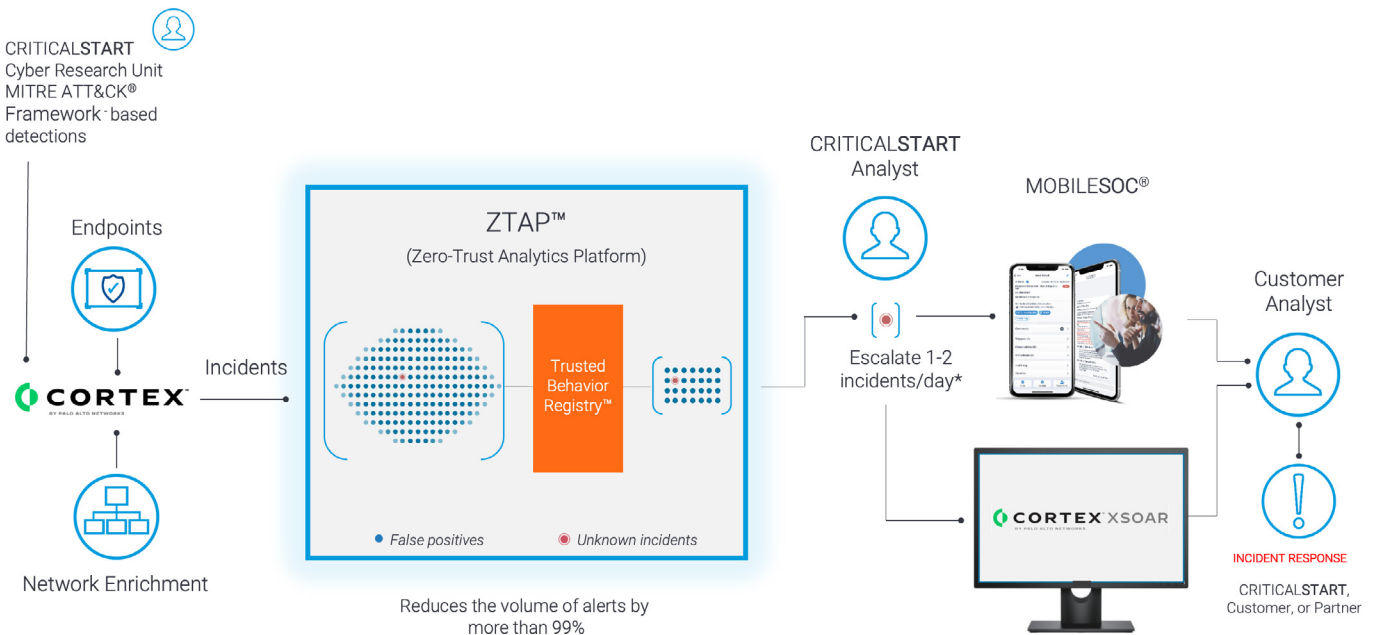 CRITICALSTART
Cyber Research Unit
MITRE ATT&CK®
Framework-based
detections
Endpoints
CORTEX™
BY PALO ALTO NETWORKS
Network Enrichment
Incidents
ZTAP™
(Zero-Trust Analytics Platform)
Trusted
Behavior
Registry™
False positives
Unknown incidents
Reduces the volume of alerts by
more than 99%
CRITICALSTART
Analyst
Escalate 1-2
incidents/day*
MOBILESOC®
CORTEX™ XSOAR
BY PALO ALTO NETWORKS
Customer
Analyst
INCIDENT RESPONSE
CRITICALSTART,
Customer, or Partner